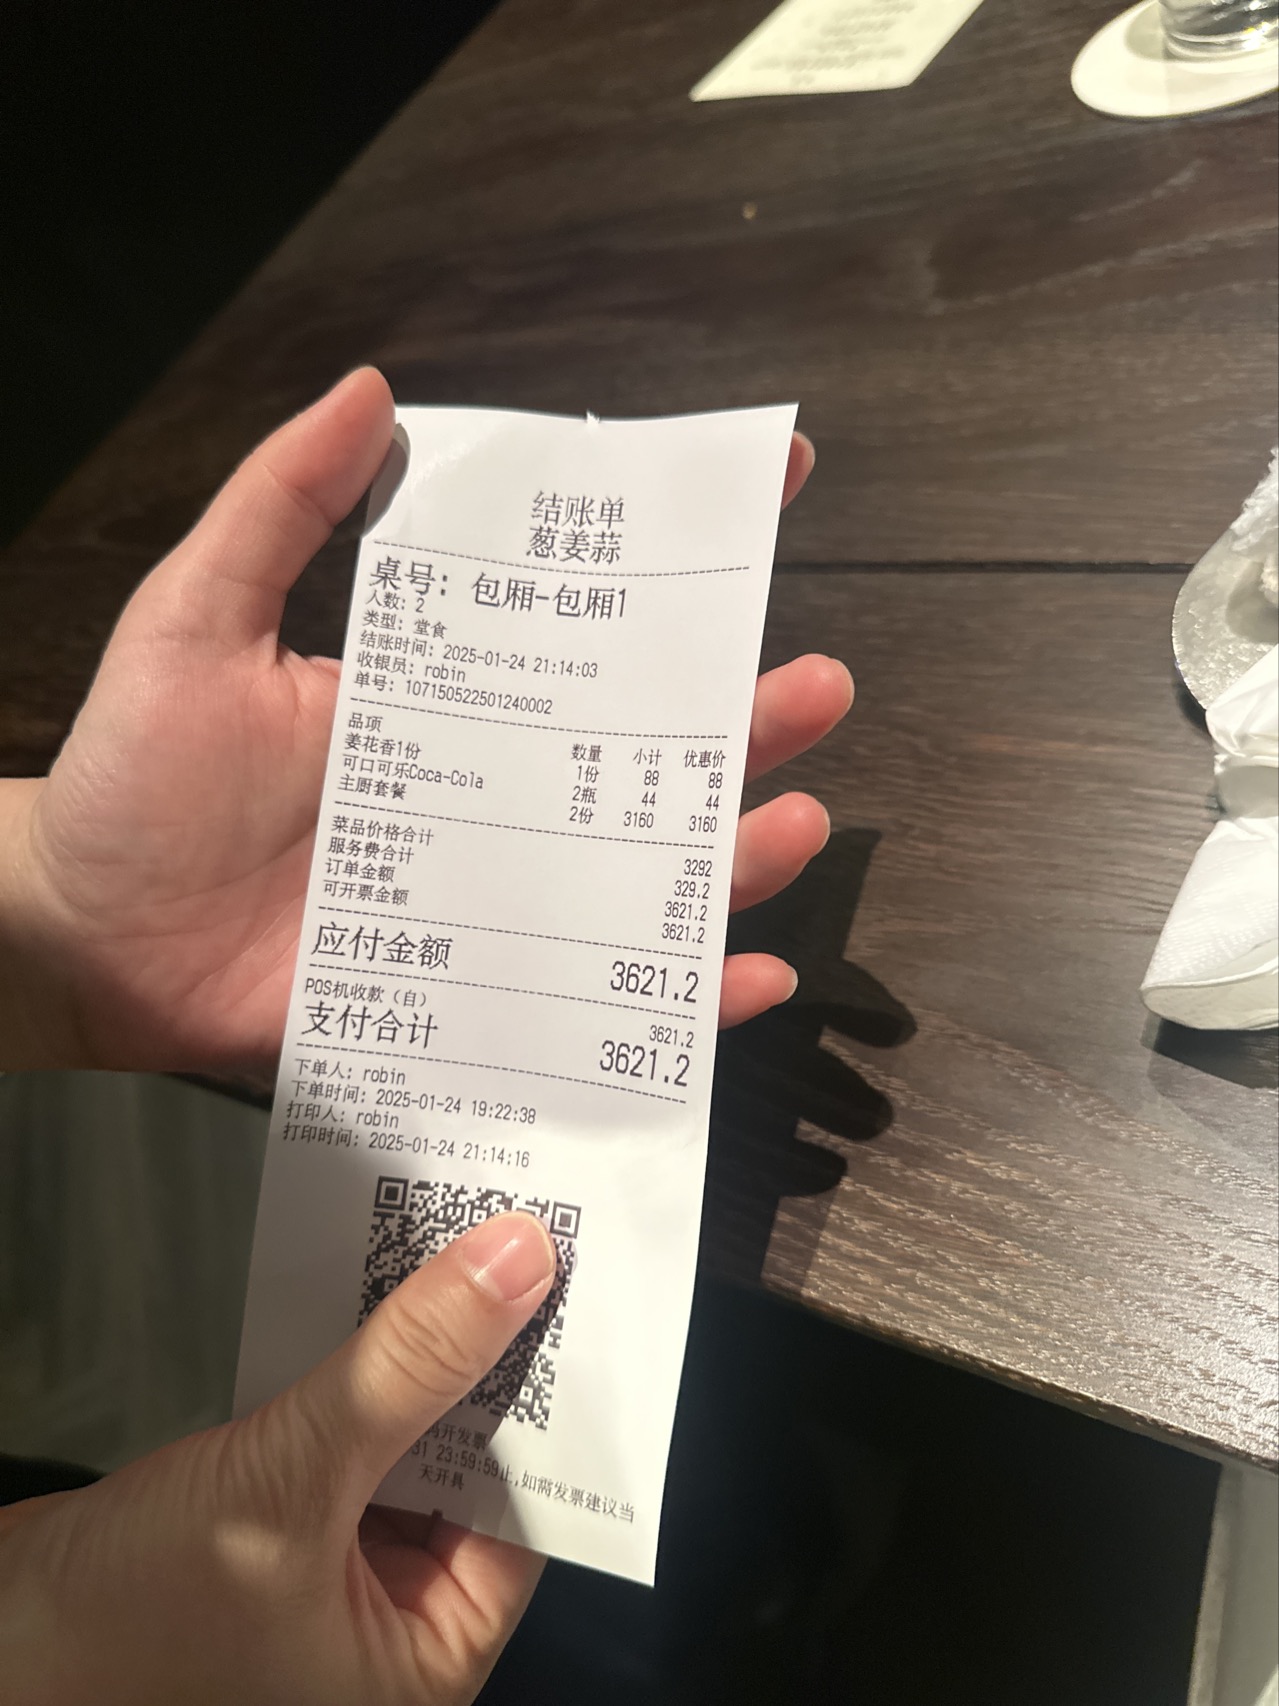 结账单
葱姜蒜
桌号: 包厢-包厢1
人数: 2
类型: 堂食
结账时间: 2025-01-24 21:14:03
收银员: robin
单号: 107150522501240002
品项 数量 小计 优惠价
姜花香1份 1份 88 88
可口可乐Coca-Cola 2瓶 44 44
主厨套餐 2份 3160 3160
菜品价格合计 3292
服务费合计 329.2
订单金额 3621.2
可开票金额 3621.2
应付金额 3621.2
POS机收款（自） 3621.2
支付合计 3621.2
下单人: robin
下单时间: 2025-01-24 19:22:38
打印人: robin
打印时间: 2025-01-24 21:14:16
码开发票
31 23:59:59止,如需发票建议当
天开具